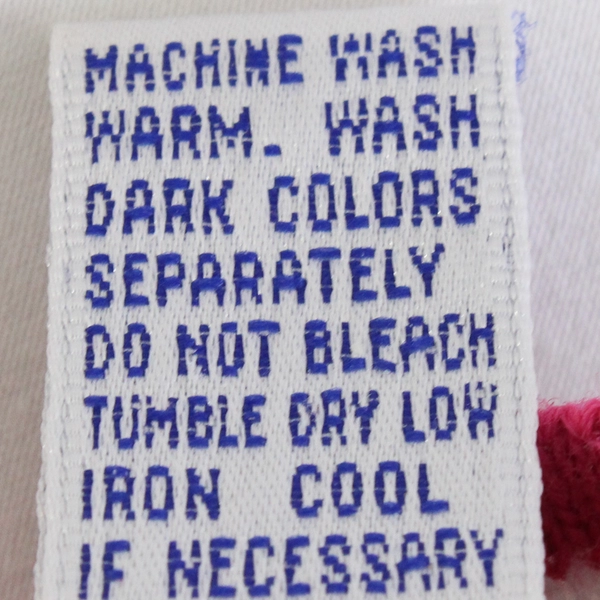 MACHINE WASH
WARM. WASH
DARK COLORS
SEPARATELY
DO NOT BLEACH
TUMBLE DRY LOW
IRON COOL
IF NECESSARY